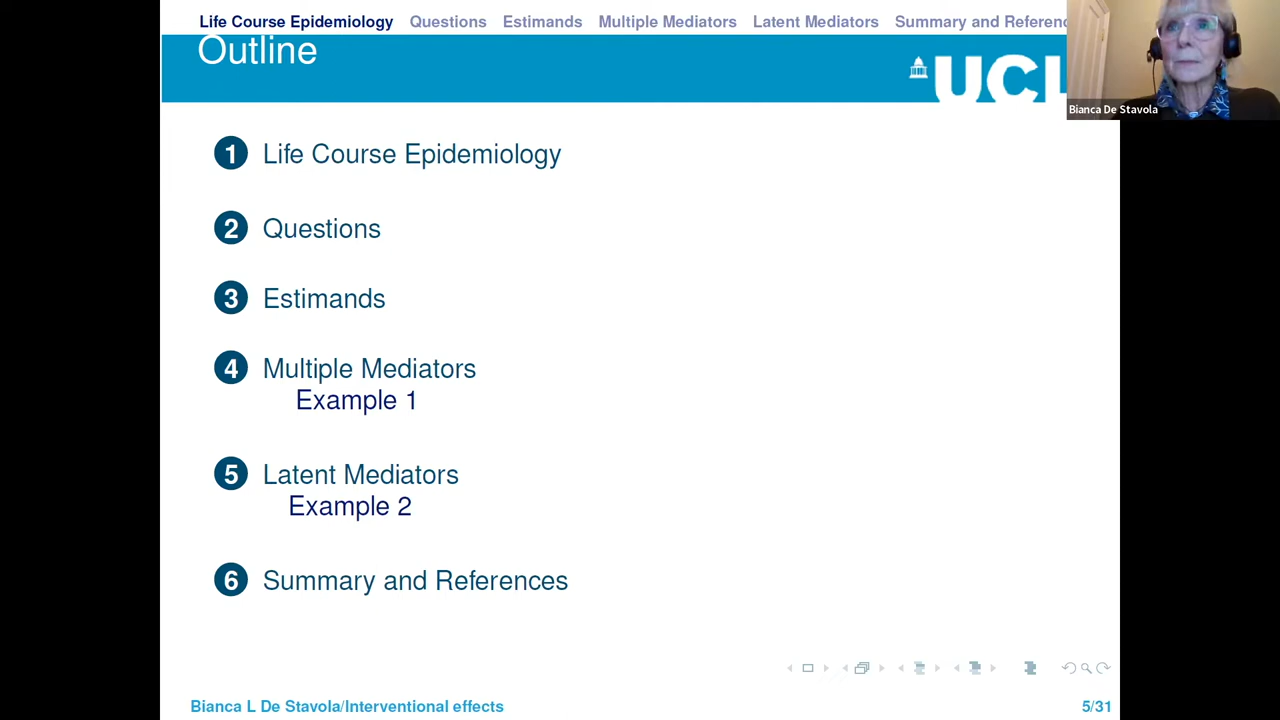 Life Course Epidemiology Questions Estimands Multiple Mediators Latent Mediators Summary and Referenc
Outline
UCL
Bianca De Stavola
1 Life Course Epidemiology
2 Questions
3 Estimands
4 Multiple Mediators
Example 1
5 Latent Mediators
Example 2
6 Summary and References
Bianca L De Stavola/Interventional effects 5/31